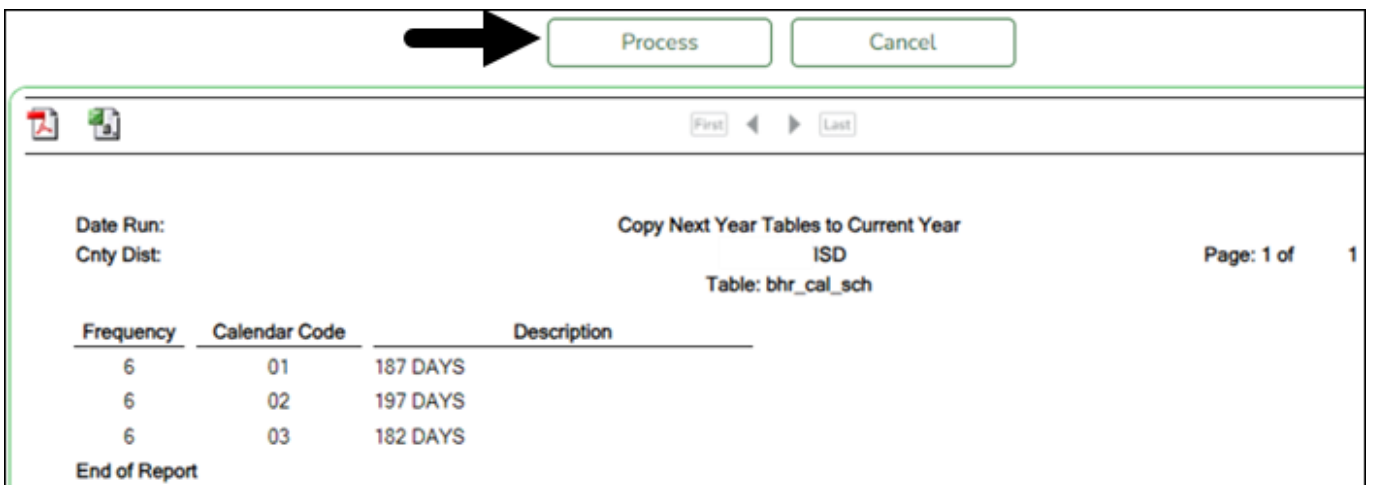 Process Cancel
First Last
Date Run: Copy Next Year Tables to Current Year
Cnty Dist: ISD Page: 1 of 1
Table: bhr_cal_sch
Frequency Calendar Code Description
6 01 187 DAYS
6 02 197 DAYS
6 03 182 DAYS
End of Report